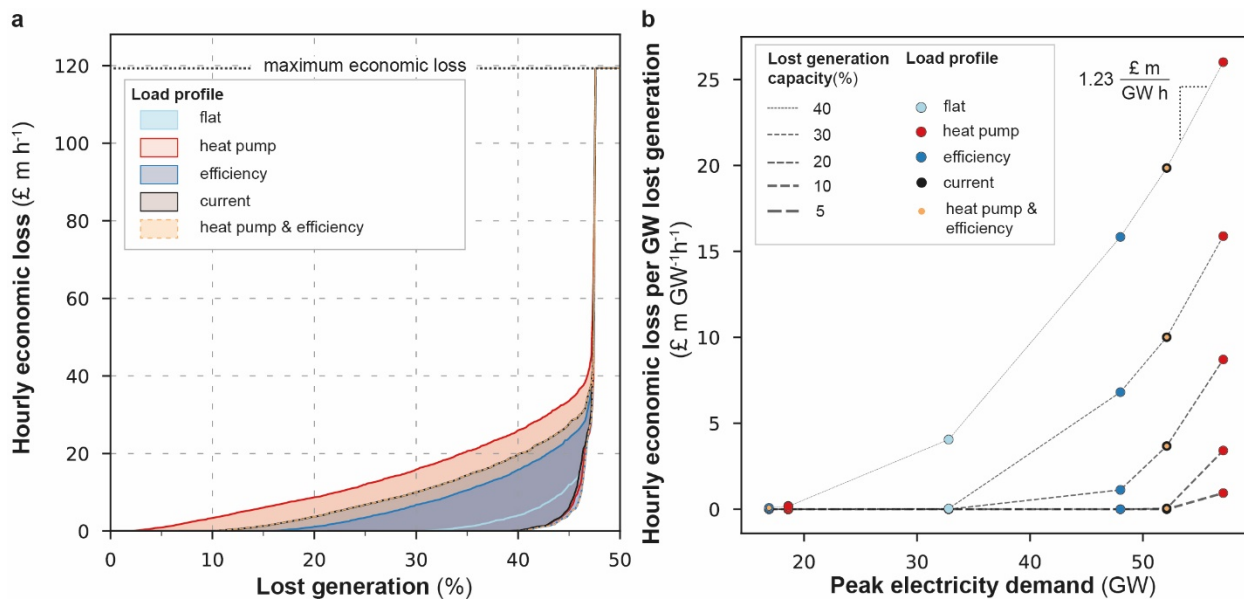 a
Hourly economic loss (£ m h⁻¹)
120
100
80
60
40
20
0
maximum economic loss
Load profile
flat
heat pump
efficiency
current
heat pump & efficiency
0 10 20 30 40 50
Lost generation (%)
b
Hourly economic loss per GW lost generation
(£ m GW⁻¹h⁻¹)
25
20
15
10
5
0
Lost generation
capacity(%)
40
30
20
10
5
Load profile
flat
heat pump
efficiency
current
heat pump &
efficiency
1.23 £ m
GW h
20 30 40 50
Peak electricity demand (GW)